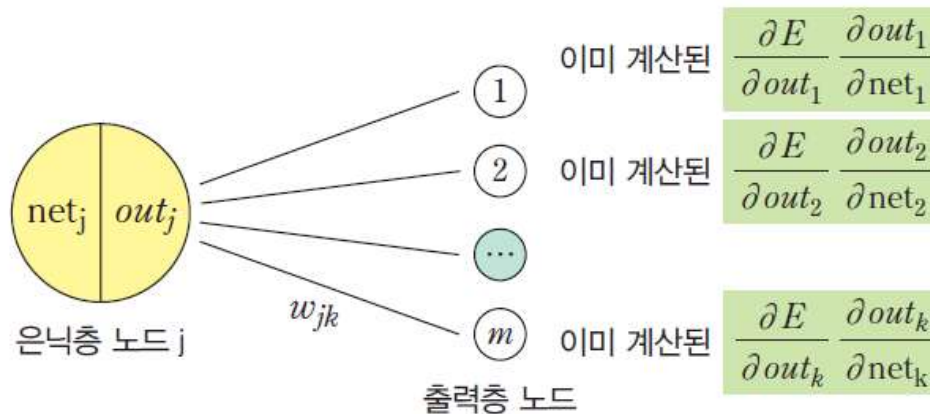 이미 계산된 ∂E/∂out₁ ∂out₁/∂net₁
1
이미 계산된 ∂E/∂out₂ ∂out₂/∂net₂
2
net_j out_j
...
w_jk
m
이미 계산된 ∂E/∂out_k ∂out_k/∂net_k
은닉층 노드 j
출력층 노드